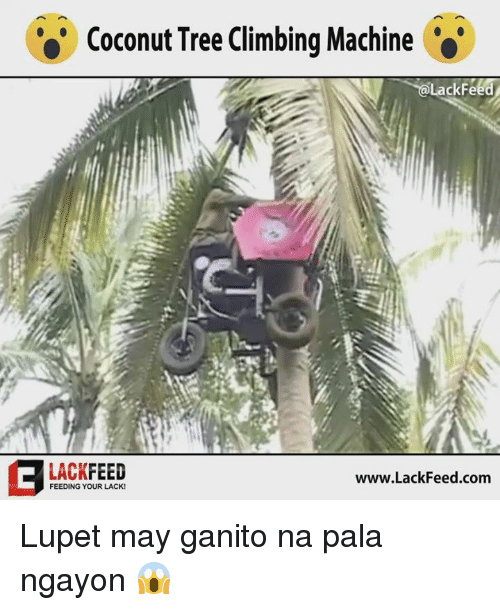 Coconut Tree Climbing Machine
@LackFeed
LACKFEED
FEEDING YOUR LACK!
www.LackFeed.com
Lupet may ganito na pala
ngayon 😱